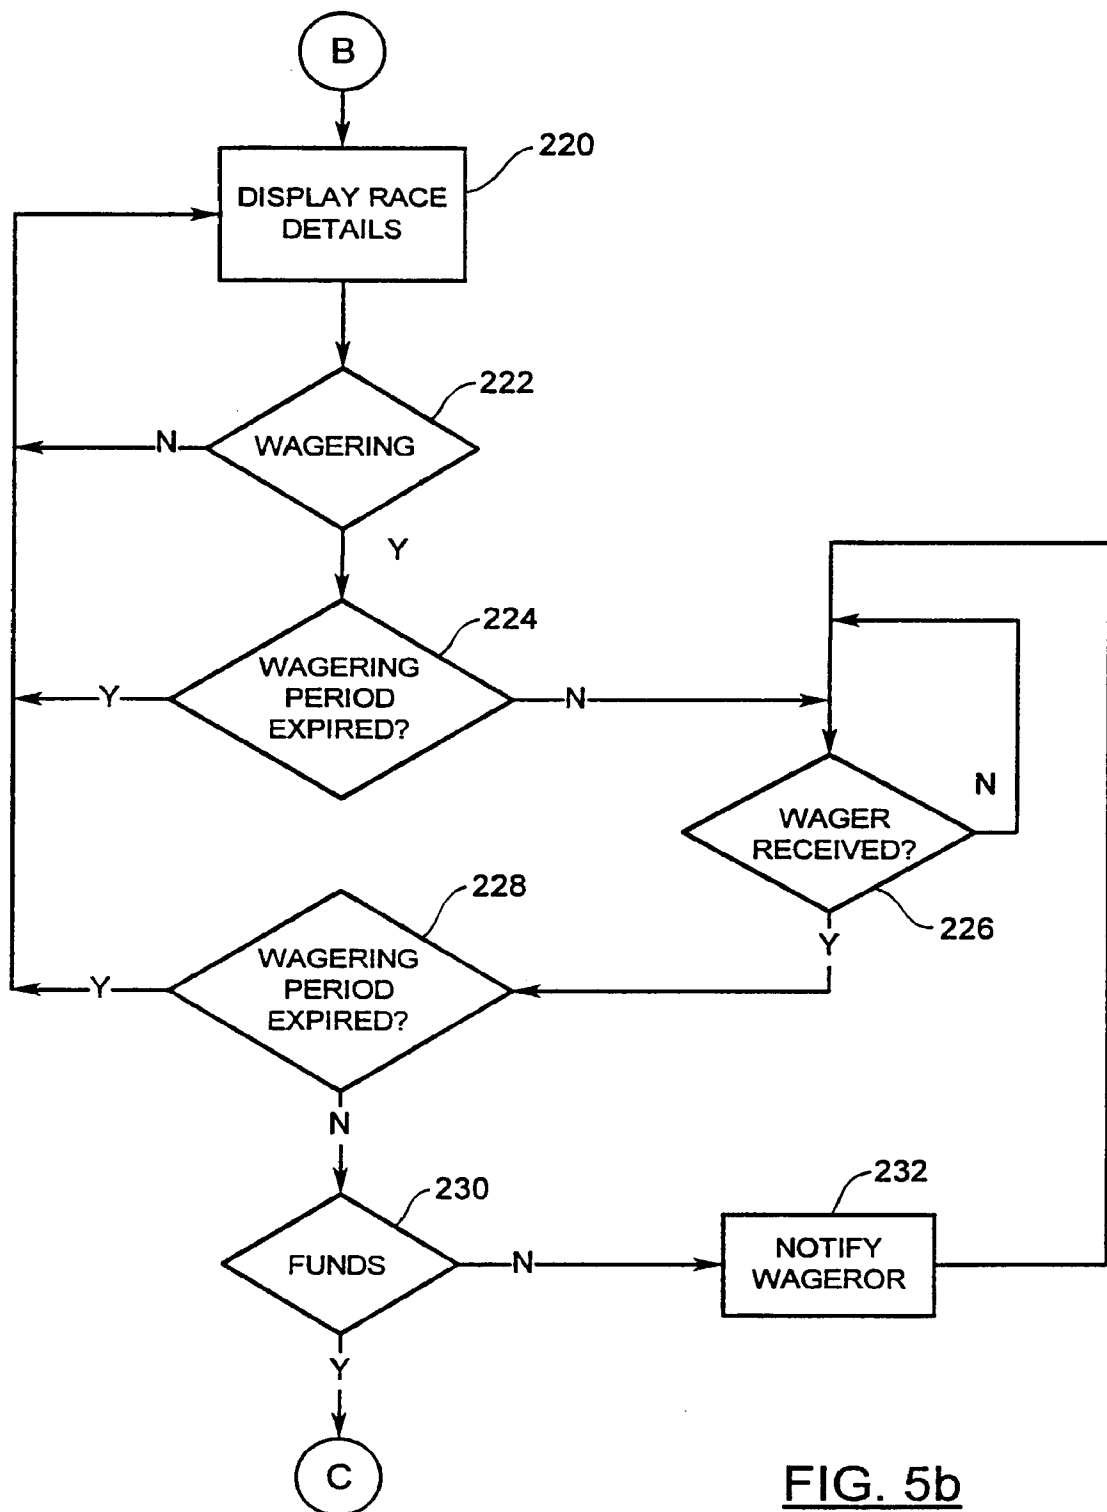 B
220
DISPLAY RACE
DETAILS
222
WAGERING
N
Y
224
WAGERING
PERIOD
EXPIRED?
Y
N
WAGER
RECEIVED?
N
226
Y
228
WAGERING
PERIOD
EXPIRED?
Y
N
230
FUNDS
N
232
NOTIFY
WAGEROR
Y
C
FIG. 5b